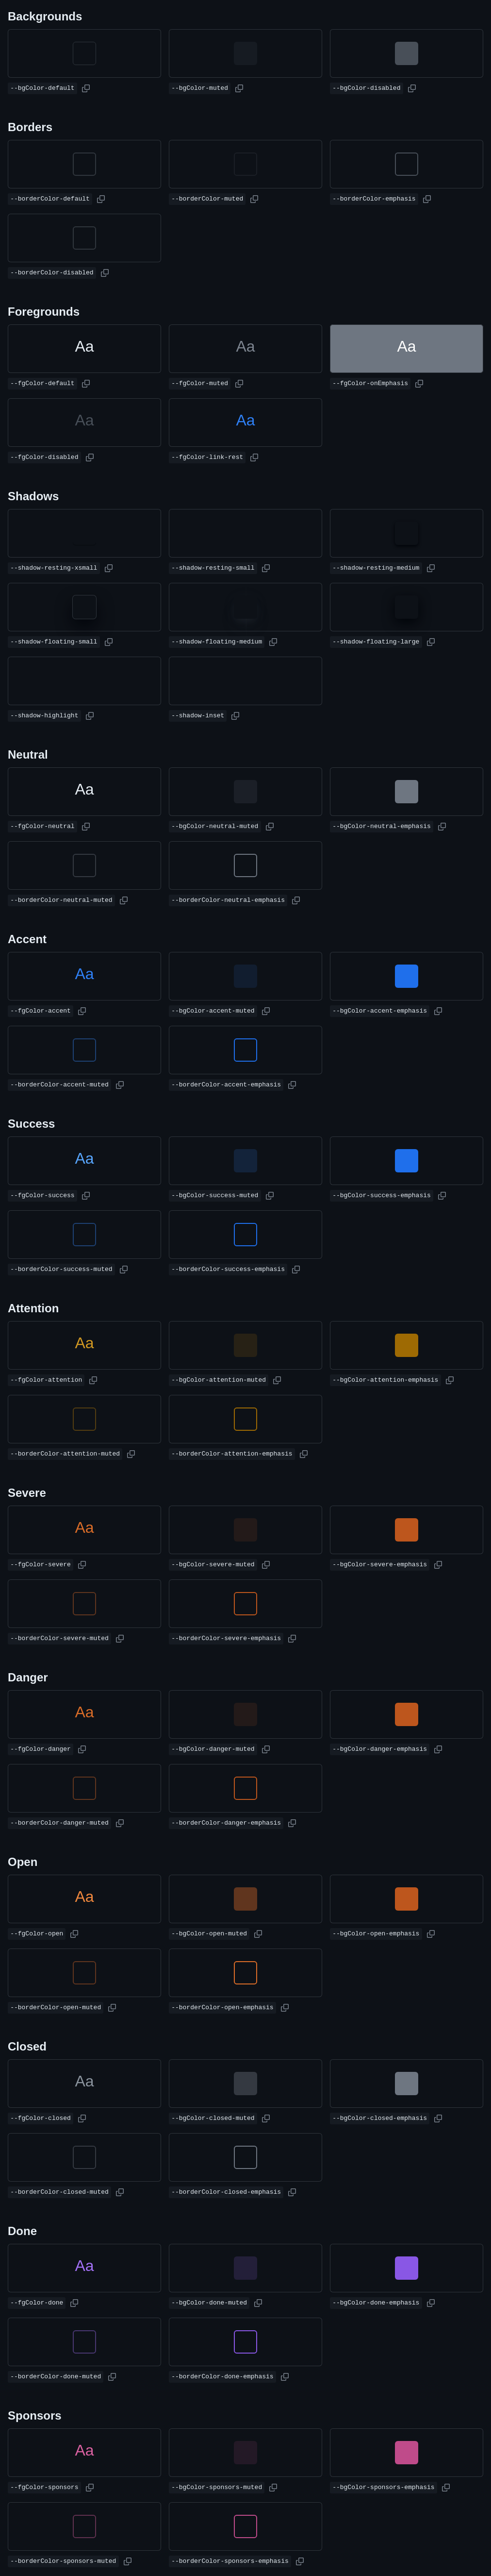 Backgrounds
--bgColor-default --bgColor-muted --bgColor-disabled
Borders
--borderColor-default --borderColor-muted --borderColor-emphasis
--borderColor-disabled
Foregrounds
Aa Aa Aa
--fgColor-default --fgColor-muted --fgColor-onEmphasis
Aa Aa
--fgColor-disabled --fgColor-link-rest
Shadows
--shadow-resting-xsmall --shadow-resting-small --shadow-resting-medium
--shadow-floating-small --shadow-floating-medium --shadow-floating-large
--shadow-highlight --shadow-inset
Neutral
Aa
--fgColor-neutral --bgColor-neutral-muted --bgColor-neutral-emphasis
--borderColor-neutral-muted --borderColor-neutral-emphasis
Accent
Aa
--fgColor-accent --bgColor-accent-muted --bgColor-accent-emphasis
--borderColor-accent-muted --borderColor-accent-emphasis
Success
Aa
--fgColor-success --bgColor-success-muted --bgColor-success-emphasis
--borderColor-success-muted --borderColor-success-emphasis
Attention
Aa
--fgColor-attention --bgColor-attention-muted --bgColor-attention-emphasis
--borderColor-attention-muted --borderColor-attention-emphasis
Severe
Aa
--fgColor-severe --bgColor-severe-muted --bgColor-severe-emphasis
--borderColor-severe-muted --borderColor-severe-emphasis
Danger
Aa
--fgColor-danger --bgColor-danger-muted --bgColor-danger-emphasis
--borderColor-danger-muted --borderColor-danger-emphasis
Open
Aa
--fgColor-open --bgColor-open-muted --bgColor-open-emphasis
--borderColor-open-muted --borderColor-open-emphasis
Closed
Aa
--fgColor-closed --bgColor-closed-muted --bgColor-closed-emphasis
--borderColor-closed-muted --borderColor-closed-emphasis
Done
Aa
--fgColor-done --bgColor-done-muted --bgColor-done-emphasis
--borderColor-done-muted --borderColor-done-emphasis
Sponsors
Aa
--fgColor-sponsors --bgColor-sponsors-muted --bgColor-sponsors-emphasis
--borderColor-sponsors-muted --borderColor-sponsors-emphasis